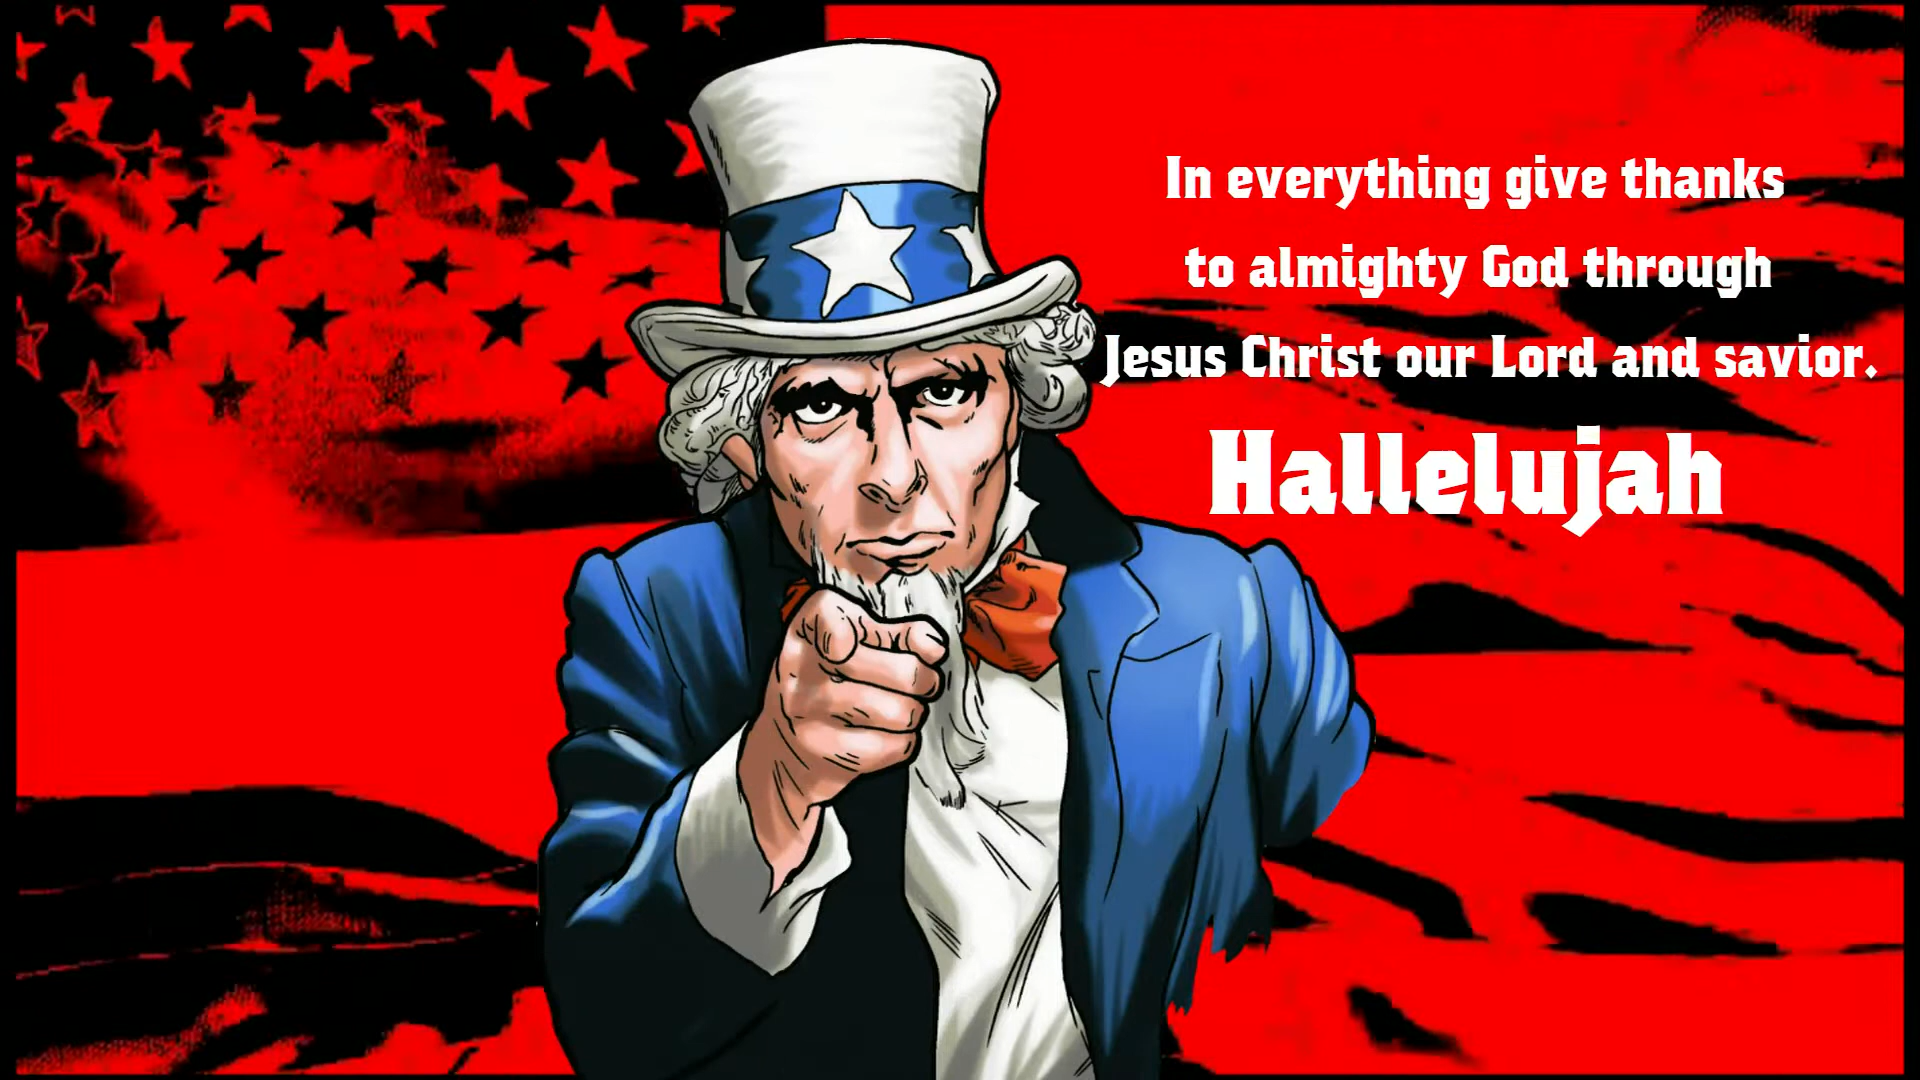 In everything give thanks
to almighty God through
Jesus Christ our Lord and savior.
Hallelujah